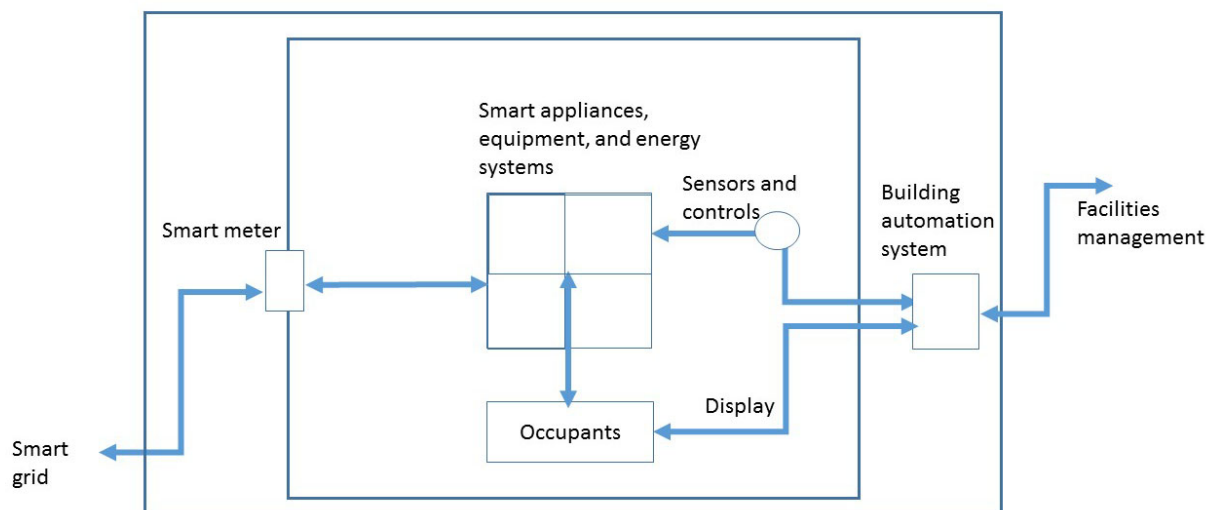 Smart appliances,
equipment, and energy
systems
Sensors and
controls
Building
automation
system
Facilities
management
Smart meter
Display
Occupants
Smart
grid